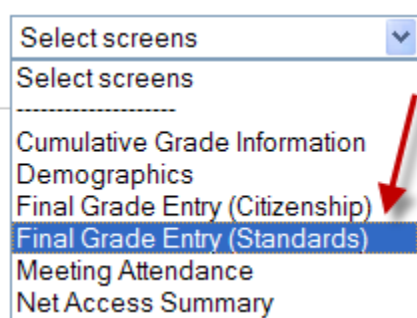 Select screens
Select screens
--------------------
Cumulative Grade Information
Demographics
Final Grade Entry (Citizenship)
Final Grade Entry (Standards)
Meeting Attendance
Net Access Summary